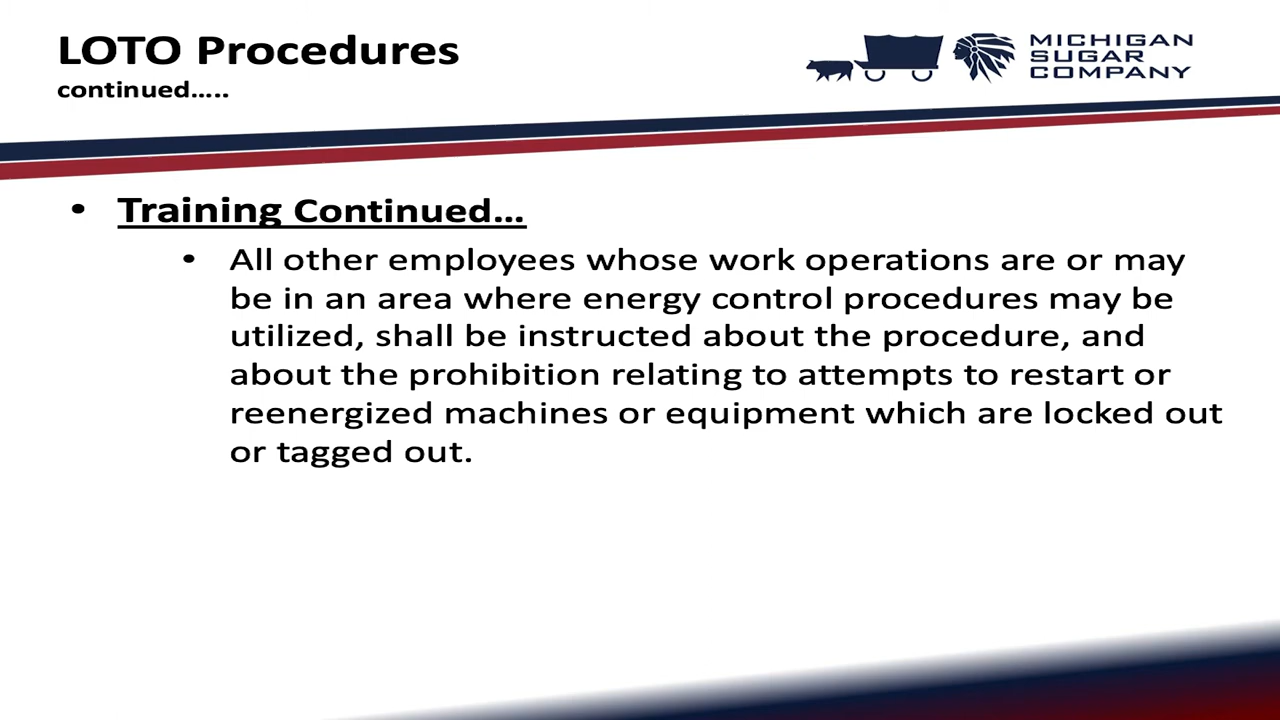 LOTO Procedures
continued.....
MICHIGAN
SUGAR
COMPANY
• Training Continued...
• All other employees whose work operations are or may
be in an area where energy control procedures may be
utilized, shall be instructed about the procedure, and
about the prohibition relating to attempts to restart or
reenergized machines or equipment which are locked out
or tagged out.